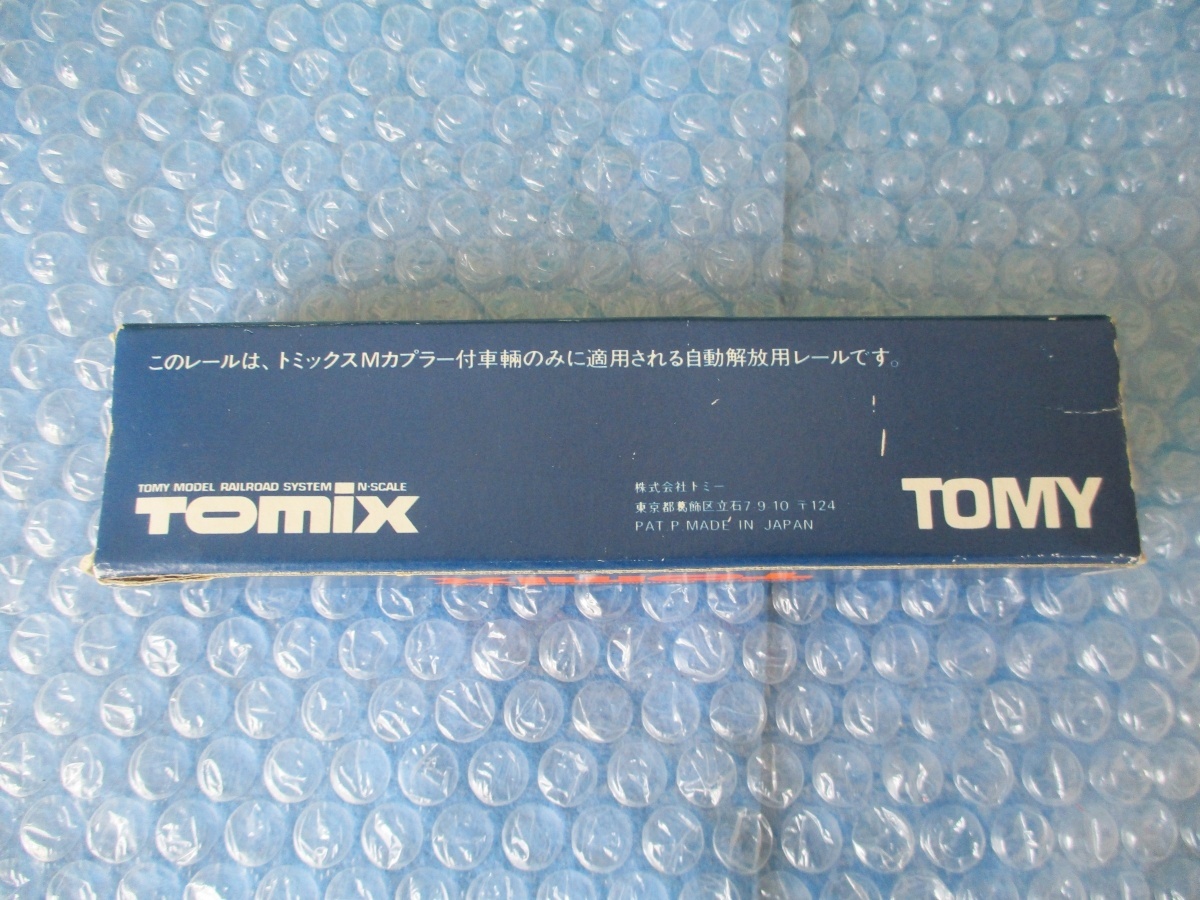 このレールは、トミックスMカプラー付車輛のみに適用される自動解放用レールです。
TOMY MODEL RAILROAD SYSTEM N·SCALE
TOMIX
株式会社トミー
東京都葛飾区立石7-9-10 〒124
PAT P MADE IN JAPAN
TOMY